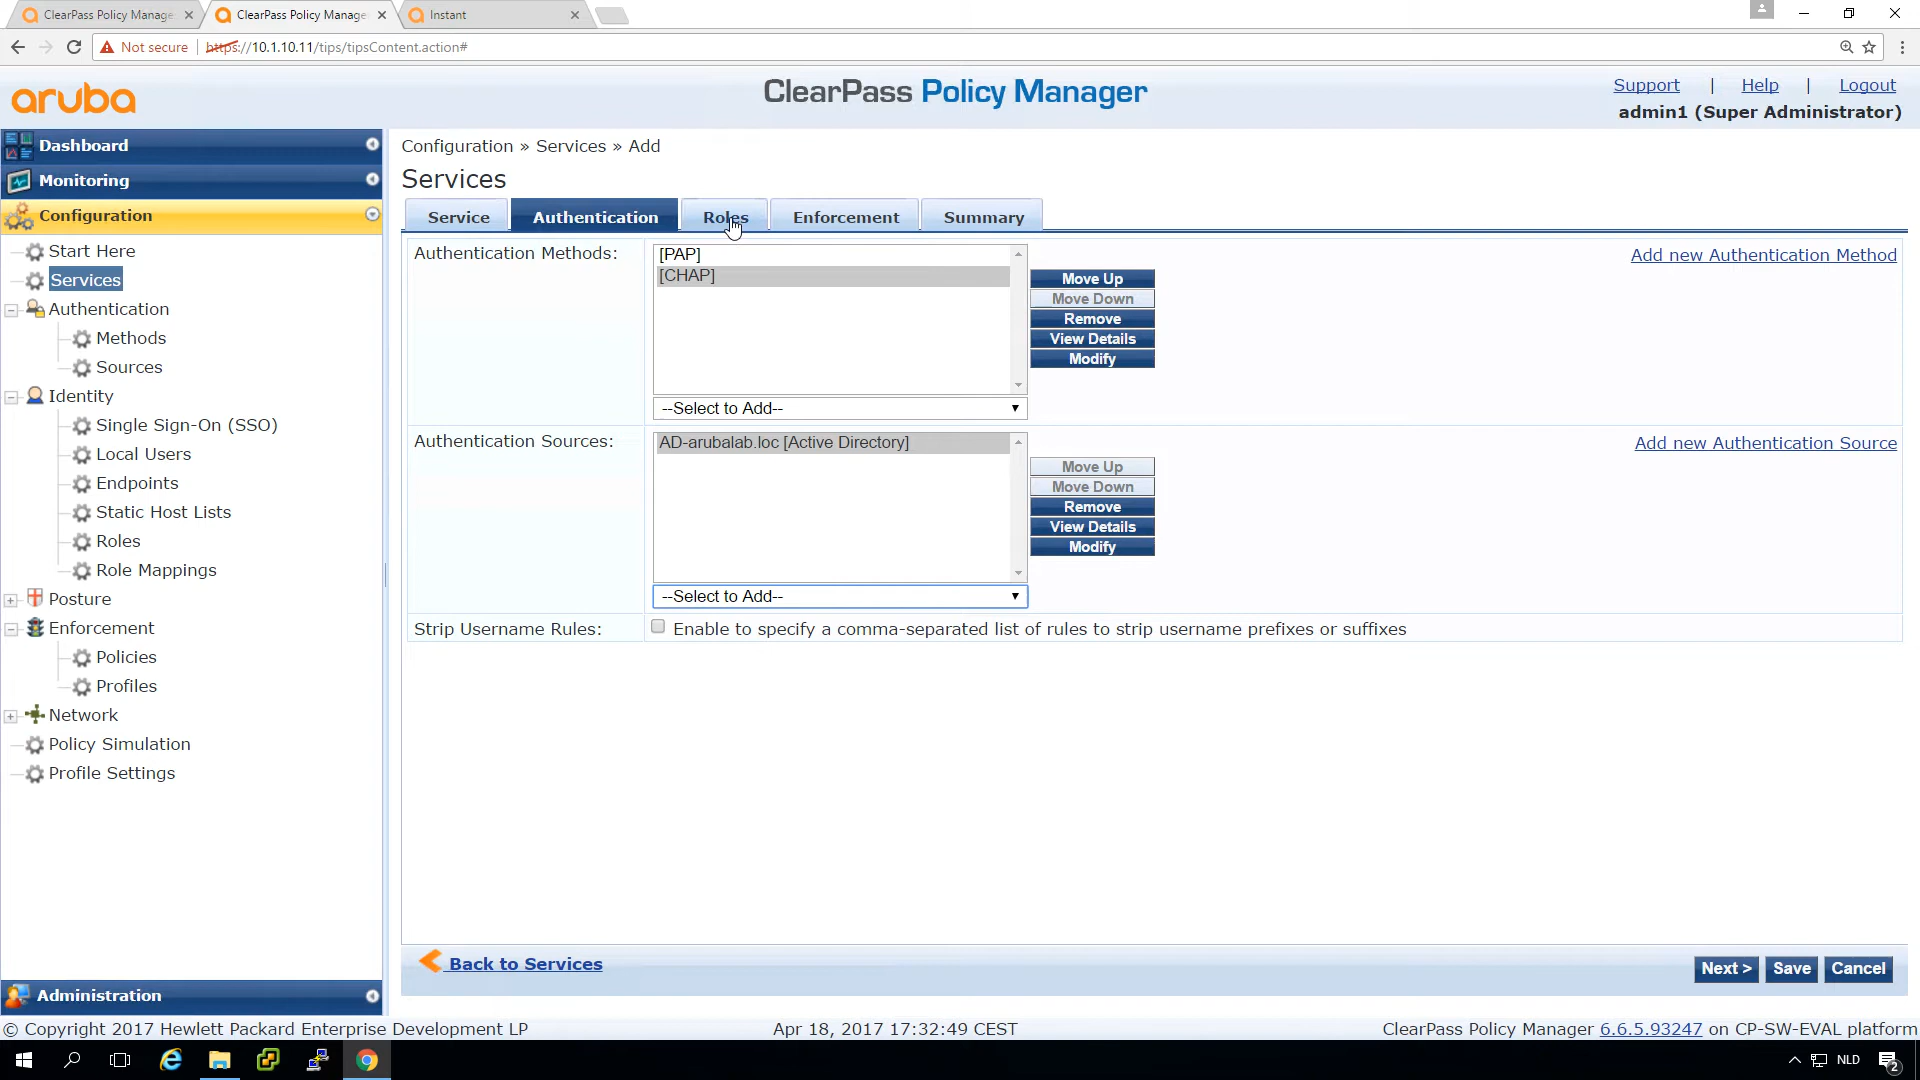 ClearPass Policy Manage
ClearPass Policy Manage
Instant
Not secure
https://10.1.10.11/tips/tipsContent.action#
aruba
ClearPass Policy Manager
Support | Help | Logout
admin1 (Super Administrator)
Dashboard
Monitoring
Configuration
Start Here
Services
Authentication
Methods
Sources
Identity
Single Sign-On (SSO)
Local Users
Endpoints
Static Host Lists
Roles
Role Mappings
Posture
Enforcement
Policies
Profiles
Network
Policy Simulation
Profile Settings
Administration
Configuration » Services » Add
Services
Service
Authentication
Roles
Enforcement
Summary
Authentication Methods:
[PAP]
[CHAP]
--Select to Add--
Move Up
Move Down
Remove
View Details
Modify
Add new Authentication Method
Authentication Sources:
AD-arubalab.loc [Active Directory]
--Select to Add--
Move Up
Move Down
Remove
View Details
Modify
Add new Authentication Source
Strip Username Rules:
Enable to specify a comma-separated list of rules to strip username prefixes or suffixes
Back to Services
Next >
Save
Cancel
© Copyright 2017 Hewlett Packard Enterprise Development LP
Apr 18, 2017 17:32:49 CEST
ClearPass Policy Manager 6.6.5.93247 on CP-SW-EVAL platform
NLD
2